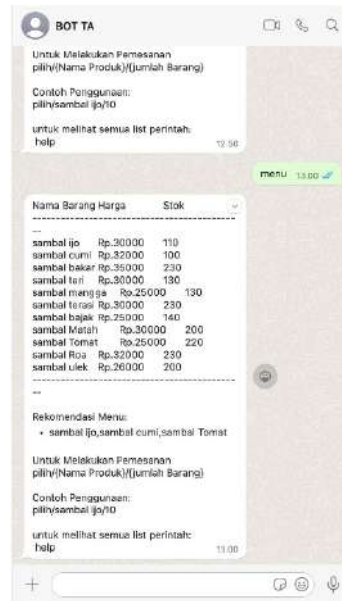 BOT TA
Untuk Melakukan Pemesanan
pilih/{Nama Produk}/{jumlah Barang}
Contoh Penggunaan:
pilih/sambal ijo/10
untuk melihat semua list perintah:
help
12.50
menu 13.00
Nama Barang Harga Stok
----------------------------------------
--
sambal ijo Rp.30000 110
sambal cumi Rp.32000 100
sambal bakar Rp.35000 230
sambal teri Rp.30000 130
sambal mangga Rp.25000 130
sambal terasi Rp.30000 230
sambal bajak Rp.25000 140
sambal Matah Rp.30000 200
sambal Tomat Rp.25000 220
sambal Roa Rp.32000 230
sambal ulek Rp.26000 200
----------------------------------------
--
Rekomendasi Menu:
• sambal ijo,sambal cumi,sambal Tomat
Untuk Melakukan Pemesanan
pilih/{Nama Produk}/{jumlah Barang}
Contoh Penggunaan:
pilih/sambal ijo/10
untuk melihat semua list perintah:
help
13.00